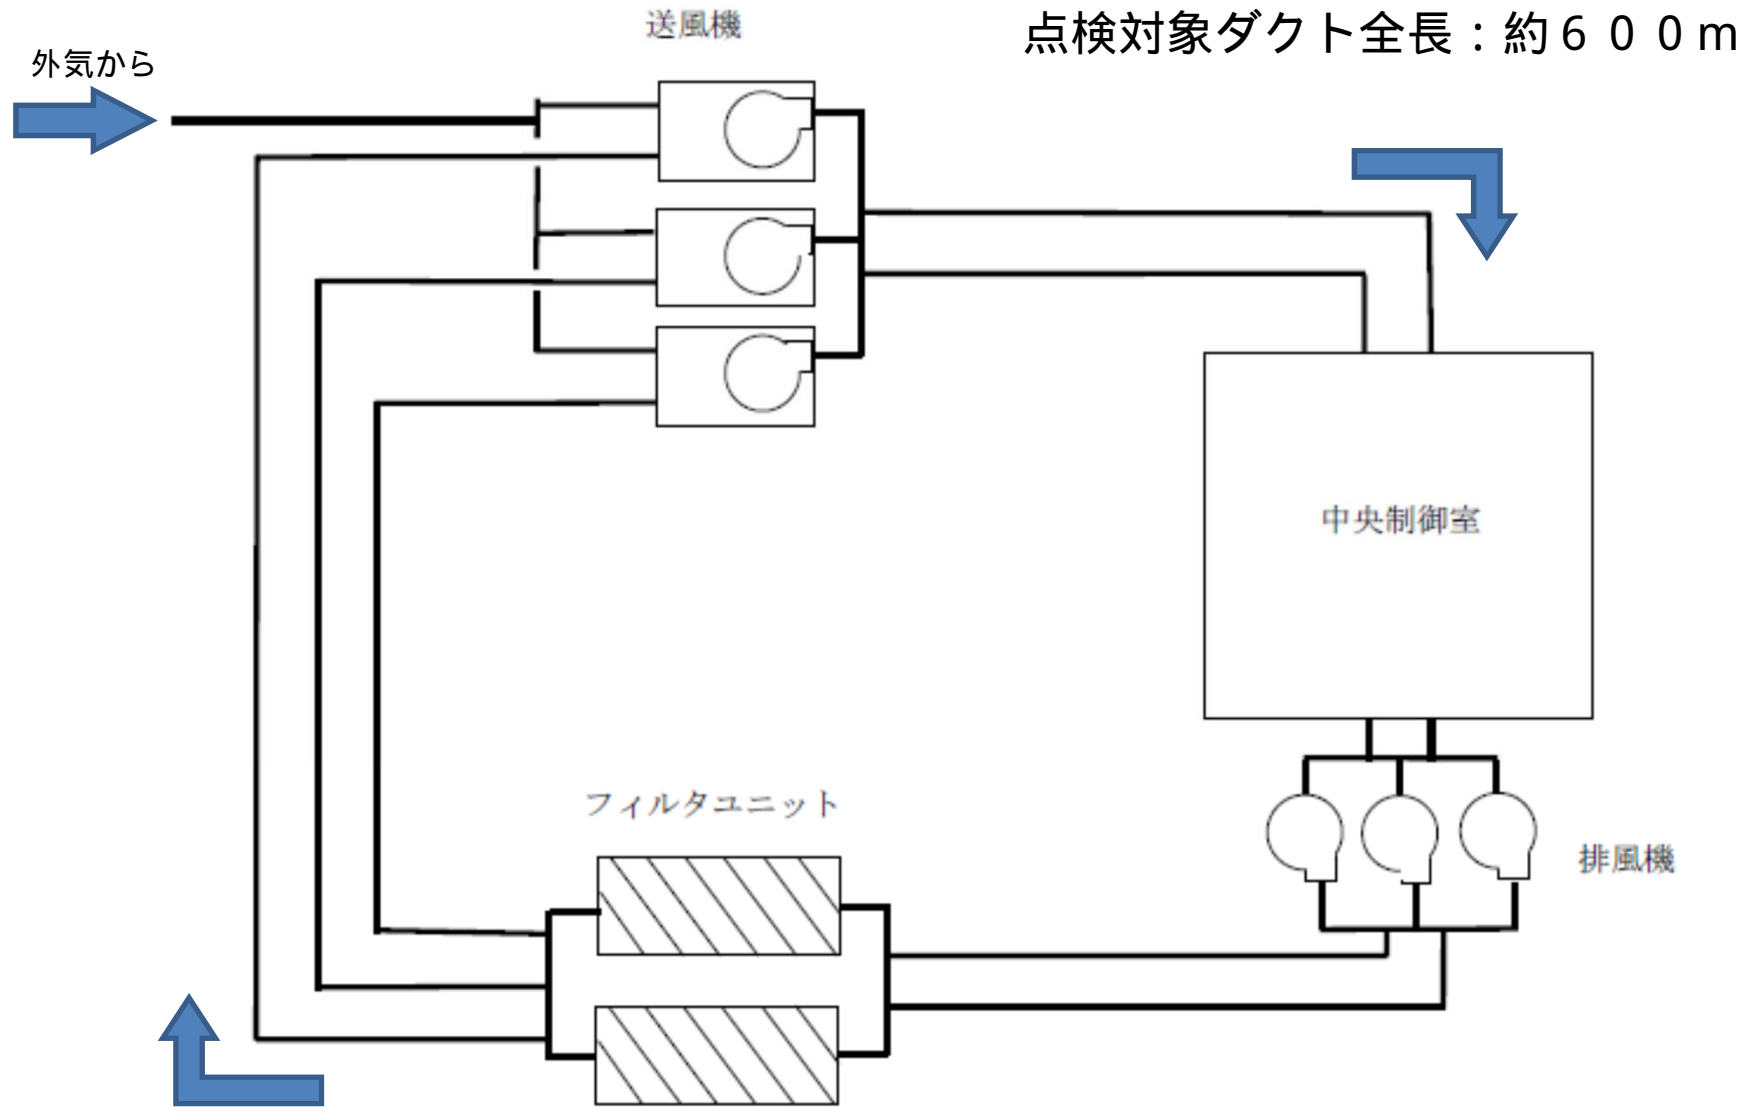 送風機
点検対象ダクト全長：約６００ｍ
外気から
中央制御室
フィルタユニット
排風機